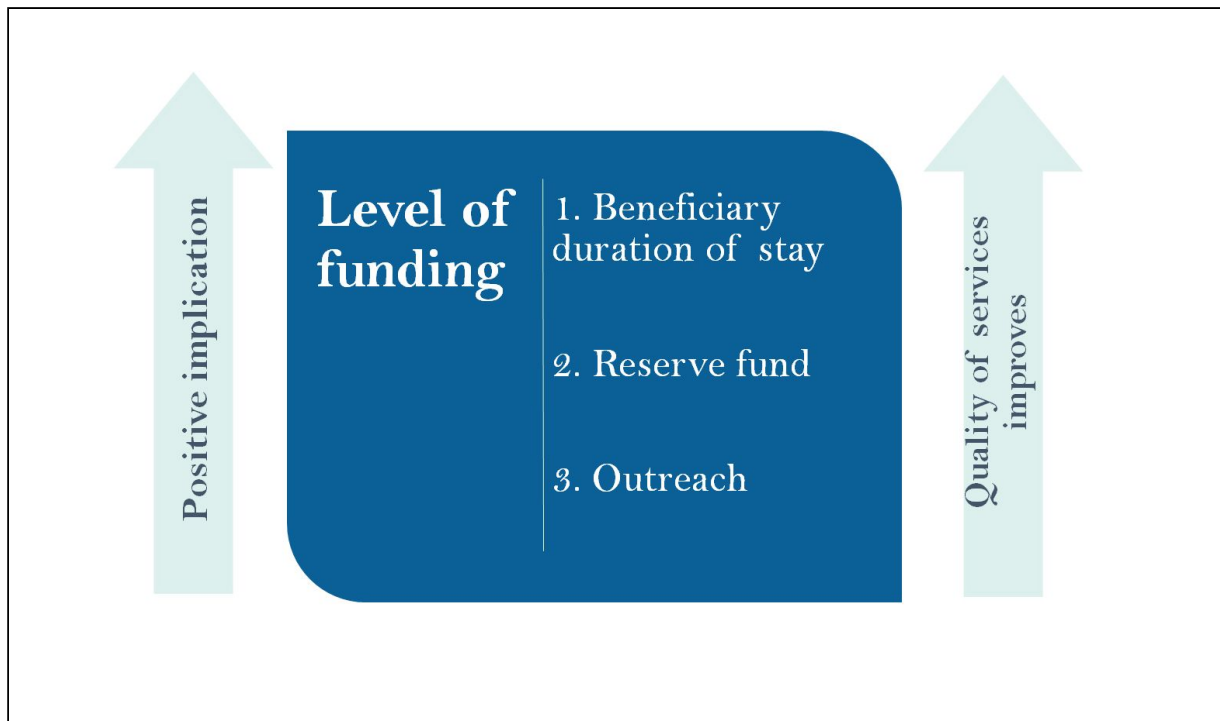 Positive implication
Level of
funding
1. Beneficiary
duration of stay
2. Reserve fund
3. Outreach
Quality of services
improves